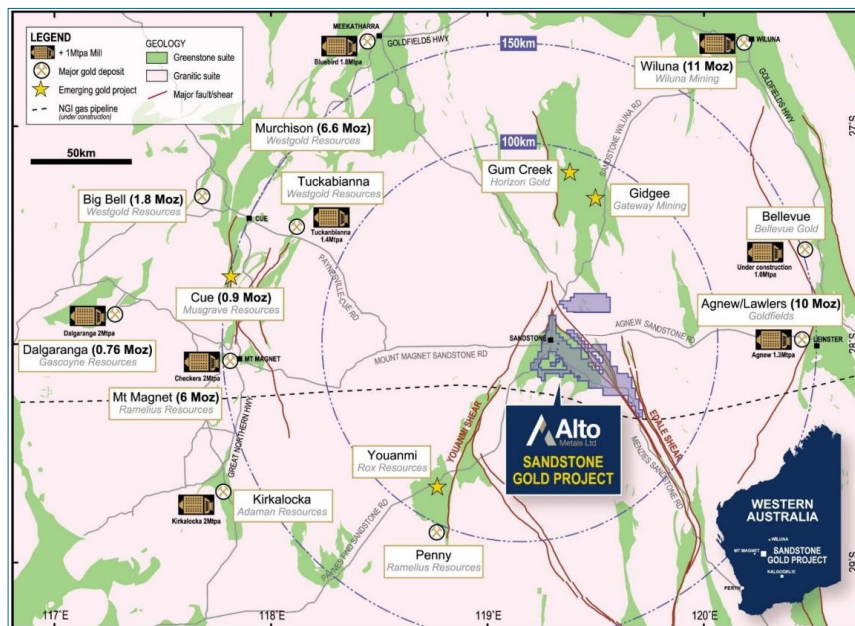 LEGEND
+ 1Mtpa Mill
Major gold deposit
Emerging gold project
NGI gas pipeline
(under construction)
GEOLOGY
Greenstone suite
Granitic suite
Major fault/shear
50km
MEEKATHARRA
Bluebird 1.8Mtpa
GOLDFIELDS HWY
150km
WILUNA
Wiluna (11 Moz)
Wiluna Mining
GOLDFIELDS HWY
27°S
Murchison (6.6 Moz)
Westgold Resources
100km
SANDSTONE WILUNA RD
Gum Creek
Horizon Gold
Gidgee
Gateway Mining
Big Bell (1.8 Moz)
Westgold Resources
Tuckabianna
Westgold Resources
CUE
Tuckanbianna
1.4Mtpa
PAYNESVILLE-CUE RD
Bellevue
Bellevue Gold
Under construction
1.0Mtpa
Cue (0.9 Moz)
Musgrave Resources
Agnew/Lawlers (10 Moz)
Goldfields
Dalgaranga 2Mtpa
SANDSTONE
AGNEW SANDSTONE RD
Agnew 1.3Mtpa
LEINSTER
28°S
Dalgaranga (0.76 Moz)
Gascoyne Resources
MT MAGNET
Checkers 2Mtpa
MOUNT MAGNET SANDSTONE RD
Mt Magnet (6 Moz)
Ramelius Resources
GREAT NORTHERN HWY
YOUANMI SHEAR
Alto
Metals Ltd
SANDSTONE
GOLD PROJECT
EDALE SHEAR
MENZIES SANDSTONE RD
Youanmi
Rox Resources
Kirkalocka
Adaman Resources
Kirkalocka 2Mtpa
PAYNES FIND SANDSTONE RD
Penny
Ramelius Resources
WESTERN
AUSTRALIA
WILUNA
MT MAGNET
SANDSTONE
GOLD PROJECT
KALGOORLIE
PERTH
29°S
117°E
118°E
119°E
120°E